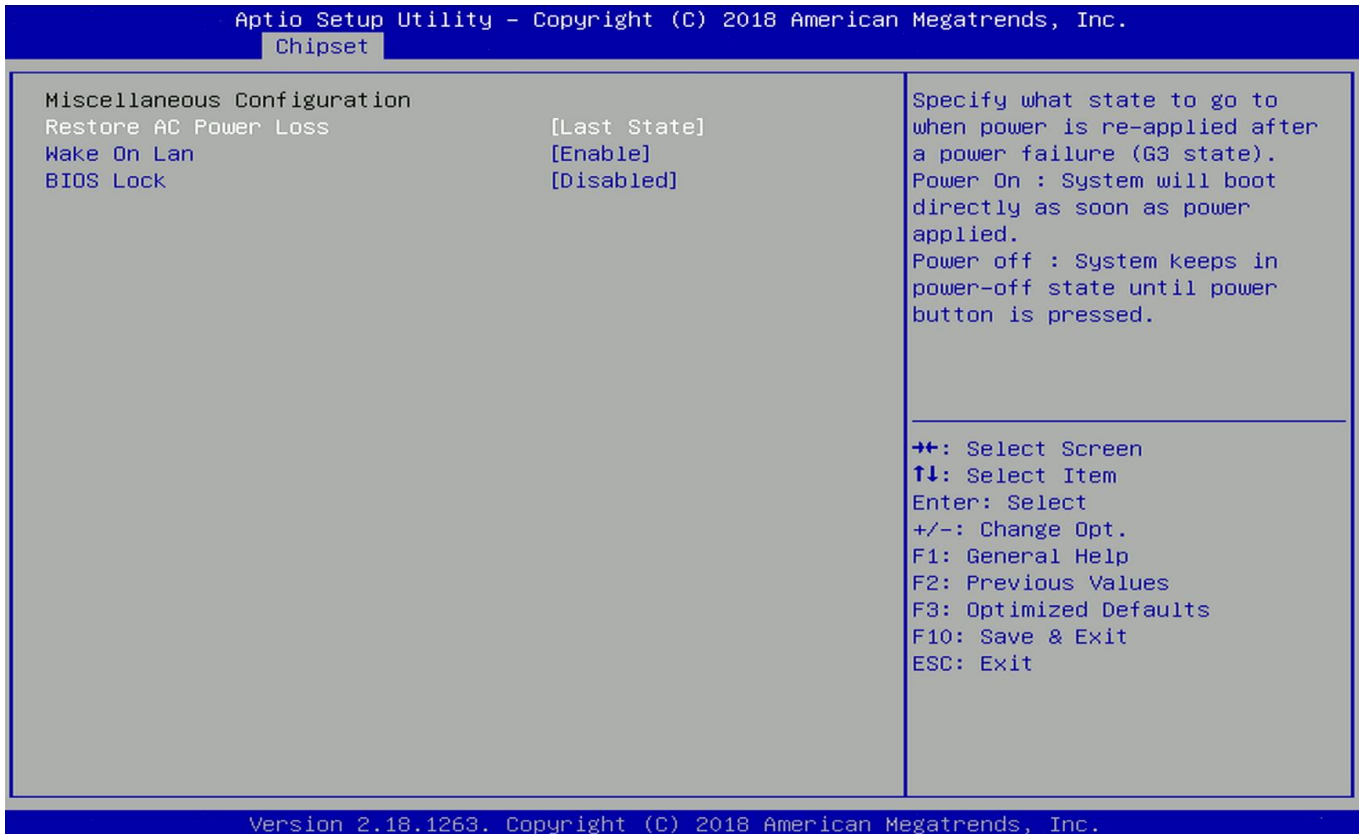 Aptio Setup Utility – Copyright (C) 2018 American Megatrends, Inc.
Chipset
Miscellaneous Configuration
Restore AC Power Loss [Last State]
Wake On Lan [Enable]
BIOS Lock [Disabled]
Specify what state to go to
when power is re-applied after
a power failure (G3 state).
Power On : System will boot
directly as soon as power
applied.
Power off : System keeps in
power-off state until power
button is pressed.
→←: Select Screen
↑↓: Select Item
Enter: Select
+/-: Change Opt.
F1: General Help
F2: Previous Values
F3: Optimized Defaults
F10: Save & Exit
ESC: Exit
Version 2.18.1263. Copyright (C) 2018 American Megatrends, Inc.